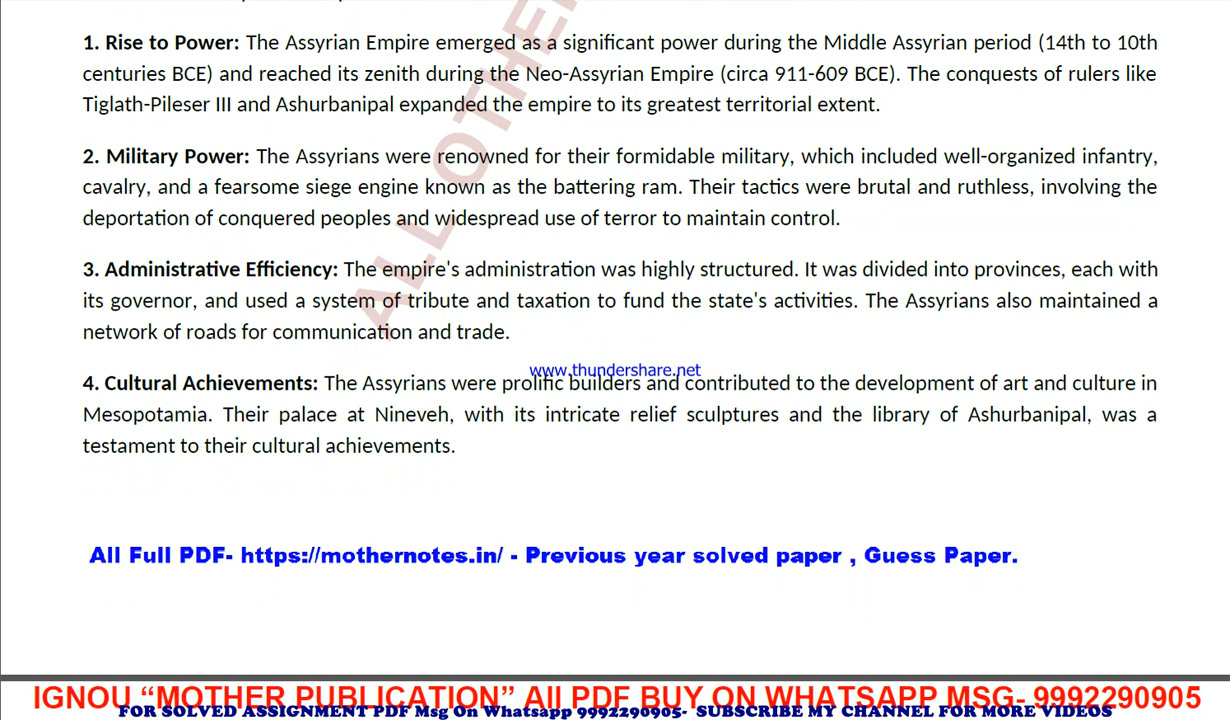 1. Rise to Power: The Assyrian Empire emerged as a significant power during the Middle Assyrian period (14th to 10th
centuries BCE) and reached its zenith during the Neo-Assyrian Empire (circa 911-609 BCE). The conquests of rulers like
Tiglath-Pileser III and Ashurbanipal expanded the empire to its greatest territorial extent.
2. Military Power: The Assyrians were renowned for their formidable military, which included well-organized infantry,
cavalry, and a fearsome siege engine known as the battering ram. Their tactics were brutal and ruthless, involving the
deportation of conquered peoples and widespread use of terror to maintain control.
3. Administrative Efficiency: The empire's administration was highly structured. It was divided into provinces, each with
its governor, and used a system of tribute and taxation to fund the state's activities. The Assyrians also maintained a
network of roads for communication and trade.
www.thundershare.net
4. Cultural Achievements: The Assyrians were prolific builders and contributed to the development of art and culture in
Mesopotamia. Their palace at Nineveh, with its intricate relief sculptures and the library of Ashurbanipal, was a
testament to their cultural achievements.
ALL OTHER
All Full PDF- https://mothernotes.in/ - Previous year solved paper , Guess Paper.
IGNOU “MOTHER PUBLICATION” All PDF BUY ON WHATSAPP MSG- 9992290905
FOR SOLVED ASSIGNMENT PDF Msg On Whatsapp 9992290905- SUBSCRIBE MY CHANNEL FOR MORE VIDEOS